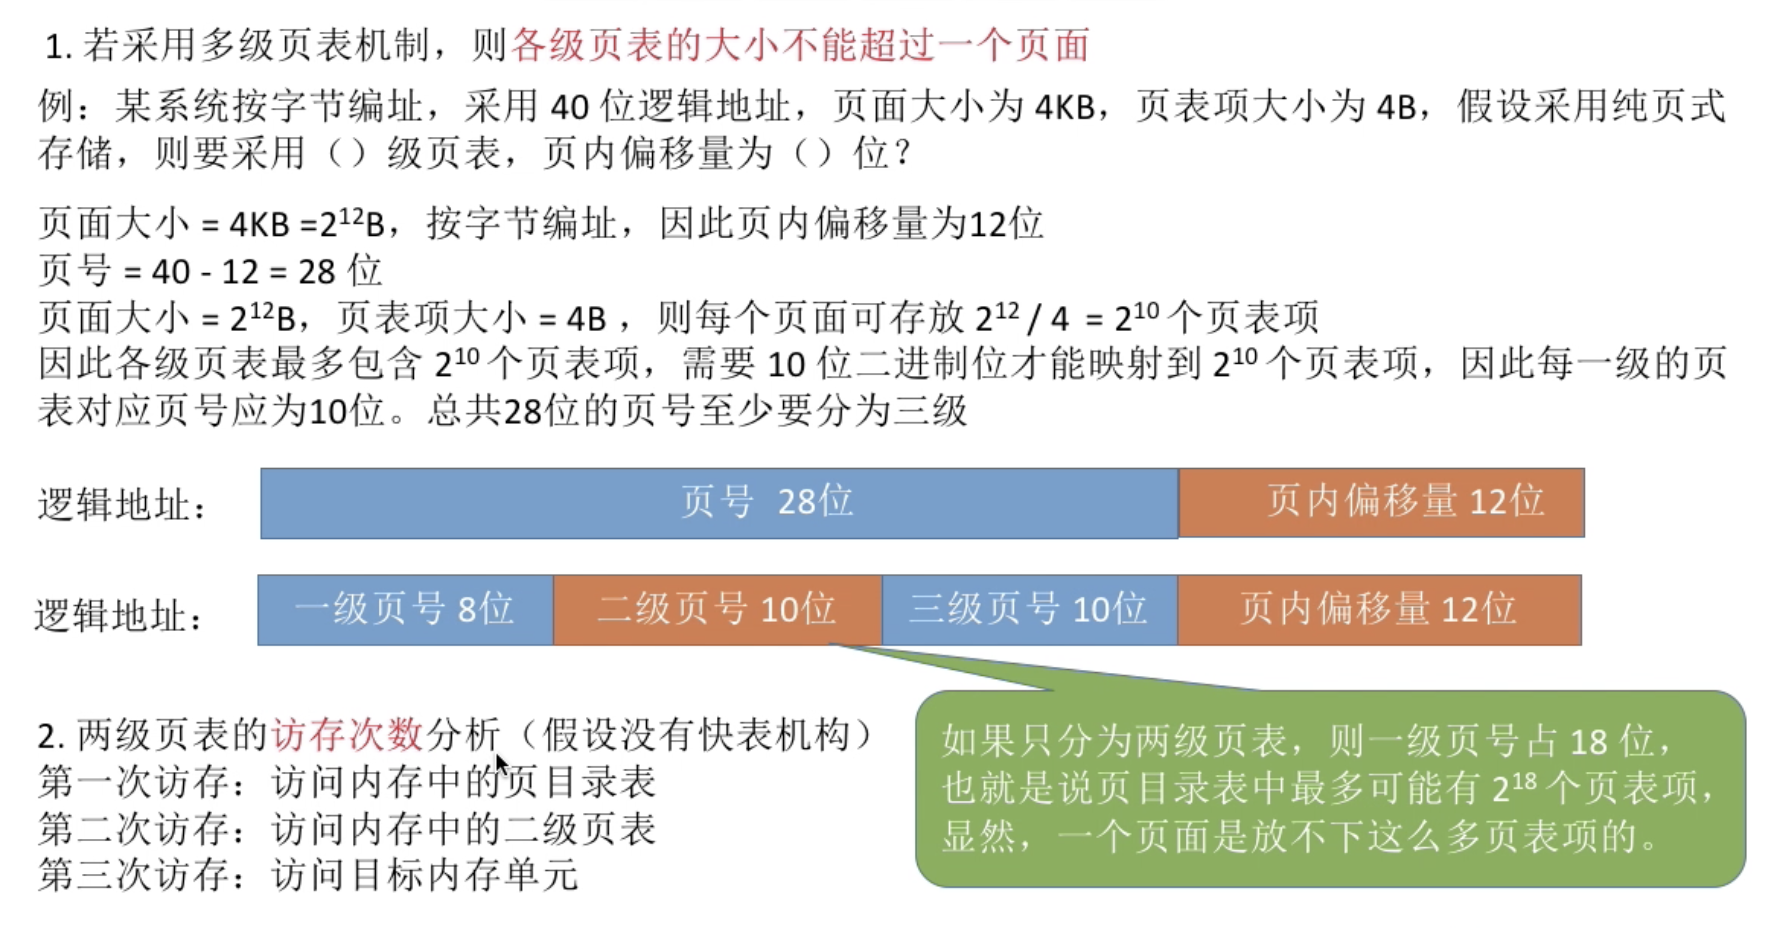 1. 若采用多级页表机制，则各级页表的大小不能超过一个页面
例：某系统按字节编址，采用 40 位逻辑地址，页面大小为 4KB，页表项大小为 4B，假设采用纯页式
存储，则要采用（）级页表，页内偏移量为（）位？
页面大小 = 4KB =2¹²B，按字节编址，因此页内偏移量为12位
页号 = 40 - 12 = 28 位
页面大小 = 2¹²B，页表项大小 = 4B ，则每个页面可存放 2¹² / 4 = 2¹⁰ 个页表项
因此各级页表最多包含 2¹⁰ 个页表项，需要 10 位二进制位才能映射到 2¹⁰ 个页表项，因此每一级的页
表对应页号应为10位。总共28位的页号至少要分为三级
逻辑地址： 页号 28位 页内偏移量 12位
逻辑地址： 一级页号 8位 二级页号 10位 三级页号 10位 页内偏移量 12位
2. 两级页表的访存次数分析（假设没有快表机构）
第一次访存：访问内存中的页目录表
第二次访存：访问内存中的二级页表
第三次访存：访问目标内存单元
如果只分为两级页表，则一级页号占 18 位，
也就是说页目录表中最多可能有 2¹⁸ 个页表项，
显然，一个页面是放不下这么多页表项的。